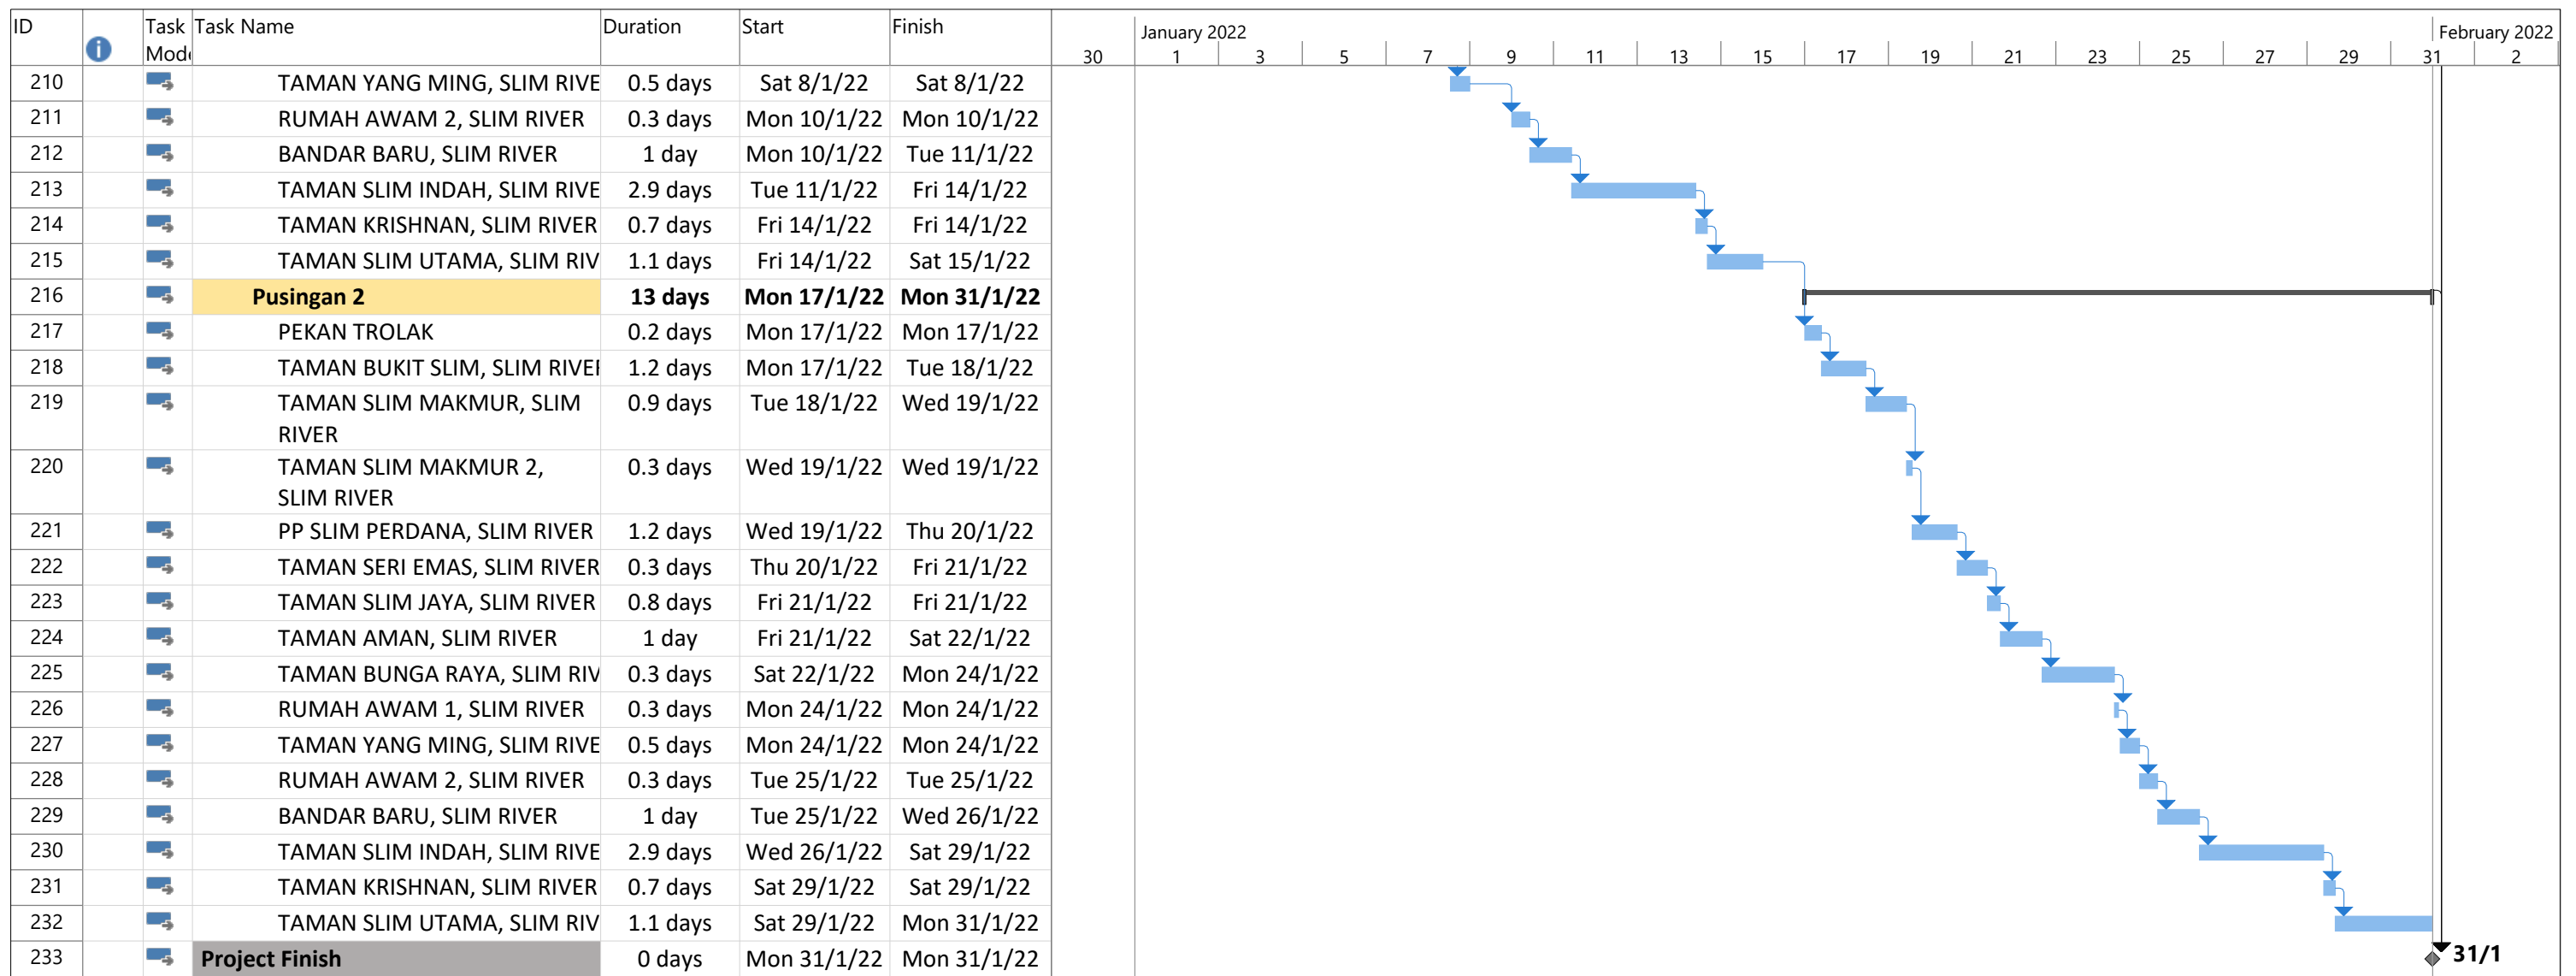 ID Task Mode Task Name Duration Start Finish
January 2022 February 2022
30 1 3 5 7 9 11 13 15 17 19 21 23 25 27 29 31 2
210 TAMAN YANG MING, SLIM RIVE 0.5 days Sat 8/1/22 Sat 8/1/22
211 RUMAH AWAM 2, SLIM RIVER 0.3 days Mon 10/1/22 Mon 10/1/22
212 BANDAR BARU, SLIM RIVER 1 day Mon 10/1/22 Tue 11/1/22
213 TAMAN SLIM INDAH, SLIM RIVE 2.9 days Tue 11/1/22 Fri 14/1/22
214 TAMAN KRISHNAN, SLIM RIVER 0.7 days Fri 14/1/22 Fri 14/1/22
215 TAMAN SLIM UTAMA, SLIM RIV 1.1 days Fri 14/1/22 Sat 15/1/22
216 Pusingan 2 13 days Mon 17/1/22 Mon 31/1/22
217 PEKAN TROLAK 0.2 days Mon 17/1/22 Mon 17/1/22
218 TAMAN BUKIT SLIM, SLIM RIVER 1.2 days Mon 17/1/22 Tue 18/1/22
219 TAMAN SLIM MAKMUR, SLIM 0.9 days Tue 18/1/22 Wed 19/1/22
RIVER
220 TAMAN SLIM MAKMUR 2, 0.3 days Wed 19/1/22 Wed 19/1/22
SLIM RIVER
221 PP SLIM PERDANA, SLIM RIVER 1.2 days Wed 19/1/22 Thu 20/1/22
222 TAMAN SERI EMAS, SLIM RIVER 0.3 days Thu 20/1/22 Fri 21/1/22
223 TAMAN SLIM JAYA, SLIM RIVER 0.8 days Fri 21/1/22 Fri 21/1/22
224 TAMAN AMAN, SLIM RIVER 1 day Fri 21/1/22 Sat 22/1/22
225 TAMAN BUNGA RAYA, SLIM RIV 0.3 days Sat 22/1/22 Mon 24/1/22
226 RUMAH AWAM 1, SLIM RIVER 0.3 days Mon 24/1/22 Mon 24/1/22
227 TAMAN YANG MING, SLIM RIVE 0.5 days Mon 24/1/22 Mon 24/1/22
228 RUMAH AWAM 2, SLIM RIVER 0.3 days Tue 25/1/22 Tue 25/1/22
229 BANDAR BARU, SLIM RIVER 1 day Tue 25/1/22 Wed 26/1/22
230 TAMAN SLIM INDAH, SLIM RIVE 2.9 days Wed 26/1/22 Sat 29/1/22
231 TAMAN KRISHNAN, SLIM RIVER 0.7 days Sat 29/1/22 Sat 29/1/22
232 TAMAN SLIM UTAMA, SLIM RIV 1.1 days Sat 29/1/22 Mon 31/1/22
233 Project Finish 0 days Mon 31/1/22 Mon 31/1/22 31/1